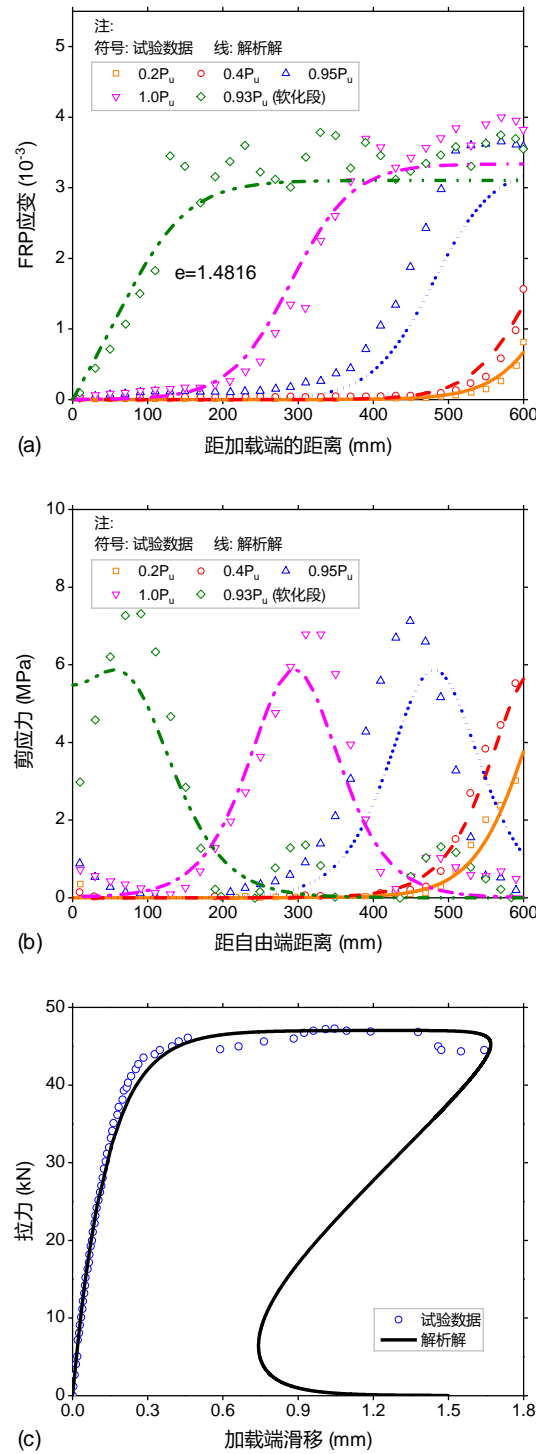 注:
符号: 试验数据 线: 解析解
0.2Pu 0.4Pu 0.95Pu
1.0Pu 0.93Pu (软化段)
5
4
3
2
1
0
FRP应变 (10-3)
e=1.4816
0 100 200 300 400 500 600
(a) 距加载端的距离 (mm)
注:
符号: 试验数据 线: 解析解
0.2Pu 0.4Pu 0.95Pu
1.0Pu 0.93Pu (软化段)
10
8
6
4
2
0
剪应力 (MPa)
0 100 200 300 400 500 600
(b) 距自由端距离 (mm)
50
40
30
20
10
0
拉力 (kN)
试验数据
解析解
0.0 0.3 0.6 0.9 1.2 1.5 1.8
(c) 加载端滑移 (mm)